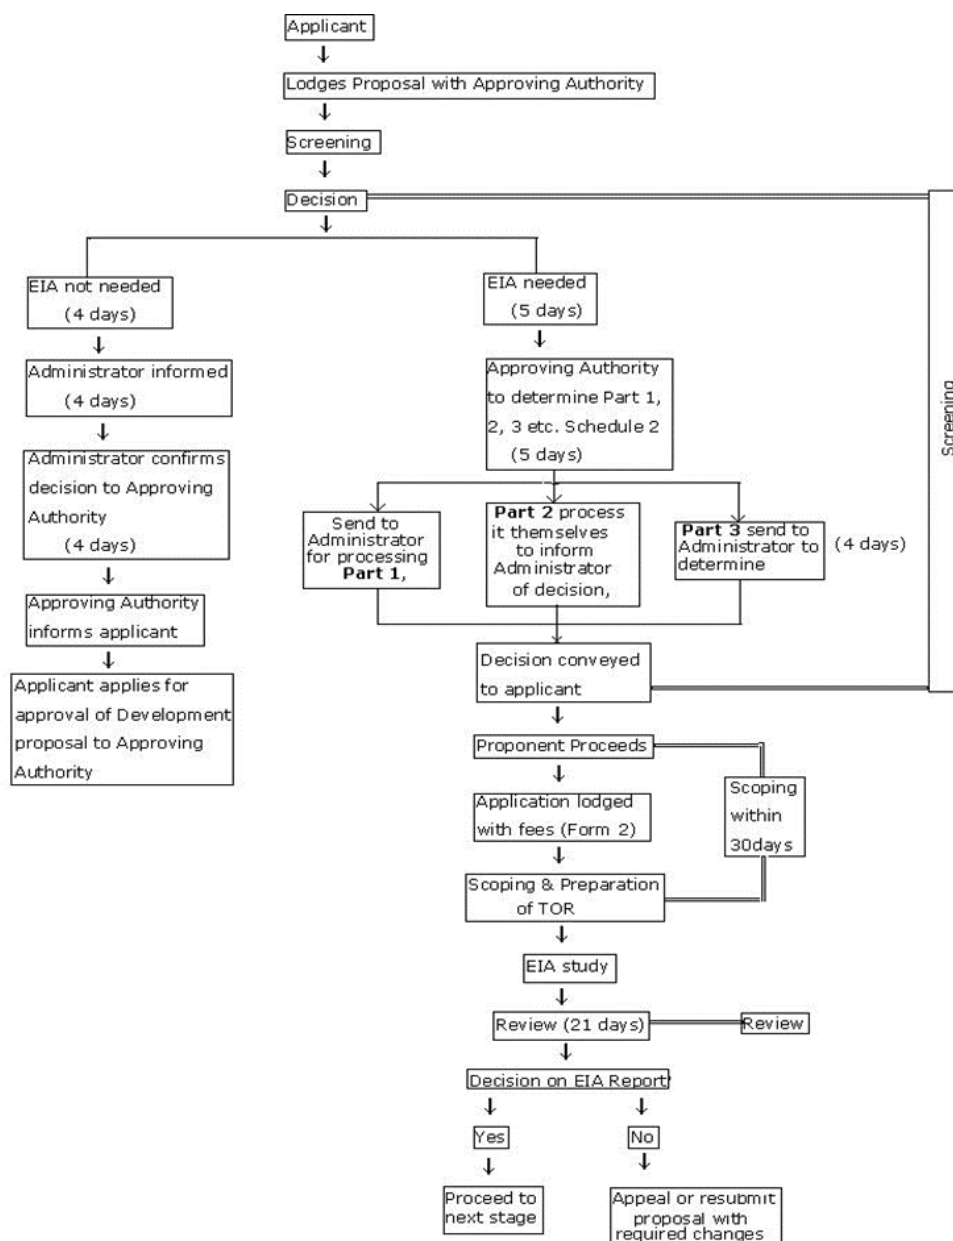 Applicant
Lodges Proposal with Approving Authority
Screening
Decision
EIA not needed
(4 days)
Administrator informed
(4 days)
Administrator confirms
decision to Approving
Authority
(4 days)
Approving Authority
informs applicant
Applicant applies for
approval of Development
proposal to Approving
Authority
EIA needed
(5 days)
Approving Authority
to determine Part 1,
2, 3 etc. Schedule 2
(5 days)
Send to
Administrator
for processing
Part 1,
Part 2 process
it themselves
to inform
Administrator
of decision,
Part 3 send to
Administrator to
determine
(4 days)
Decision conveyed
to applicant
Screening
Proponent Proceeds
Application lodged
with fees (Form 2)
Scoping & Preparation
of TOR
Scoping
within
30days
EIA study
Review (21 days)
Review
Decision on EIA Report
Yes
No
Proceed to
next stage
Appeal or resubmit
proposal with
required changes